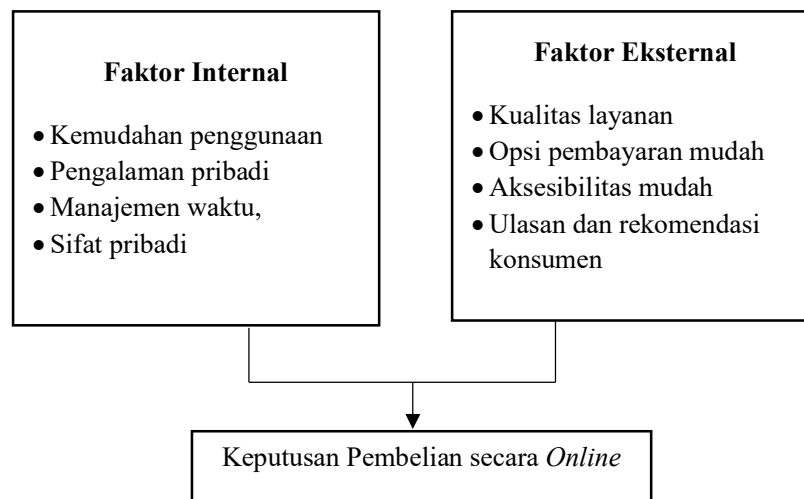 Faktor Internal
• Kemudahan penggunaan
• Pengalaman pribadi
• Manajemen waktu,
• Sifat pribadi
Faktor Eksternal
• Kualitas layanan
• Opsi pembayaran mudah
• Aksesibilitas mudah
• Ulasan dan rekomendasi
konsumen
Keputusan Pembelian secara Online